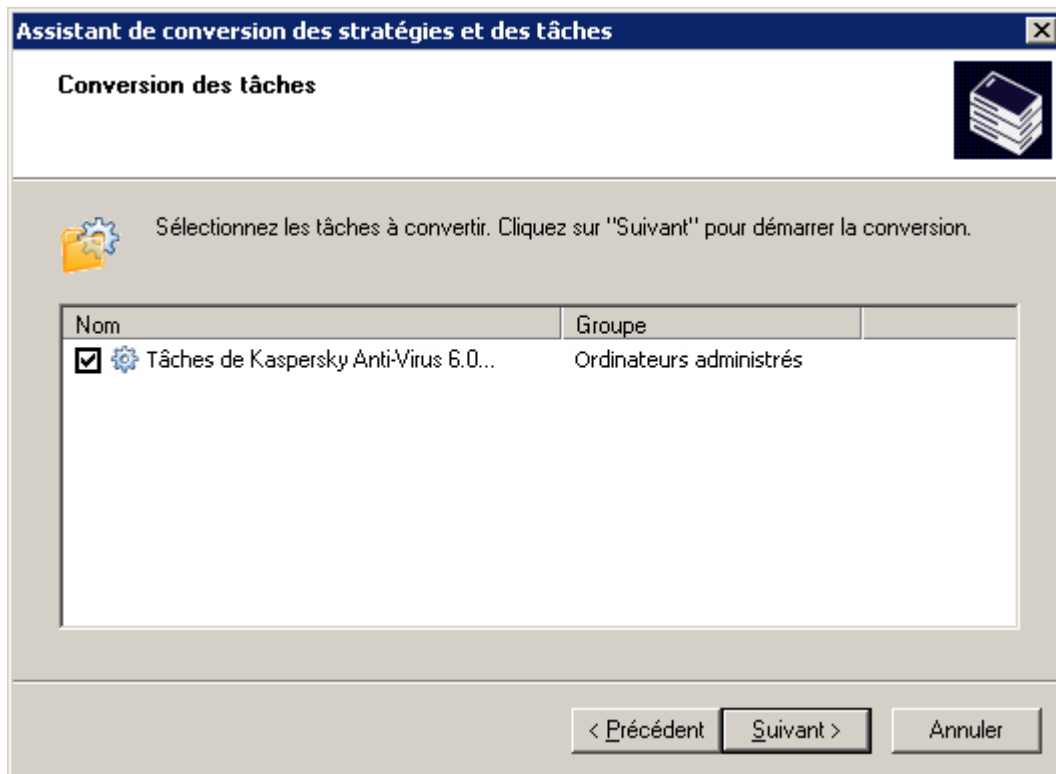 Assistant de conversion des stratégies et des tâches
Conversion des tâches
Sélectionnez les tâches à convertir. Cliquez sur "Suivant" pour démarrer la conversion.
Nom Groupe
Tâches de Kaspersky Anti-Virus 6.0... Ordinateurs administrés
< Précédent Suivant > Annuler